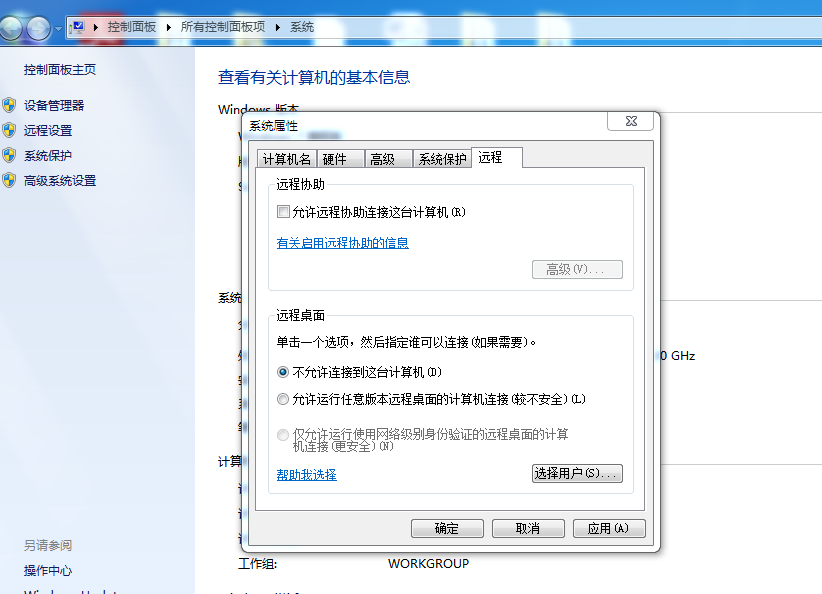 控制面板 ▸ 所有控制面板项 ▸ 系统
控制面板主页
设备管理器
远程设置
系统保护
高级系统设置
另请参阅
操作中心
查看有关计算机的基本信息
Windows 版本
系统属性
计算机名 硬件 高级 系统保护 远程
远程协助
允许远程协助连接这台计算机(R)
有关启用远程协助的信息
高级(V)...
远程桌面
单击一个选项，然后指定谁可以连接(如果需要)。
不允许连接到这台计算机(D)
允许运行任意版本远程桌面的计算机连接(较不安全)(L)
仅允许运行使用网络级别身份验证的远程桌面的计算
机连接(更安全)(N)
帮助我选择
选择用户(S)...
确定 取消 应用(A)
系统
0 GHz
计算
工作组: WORKGROUP